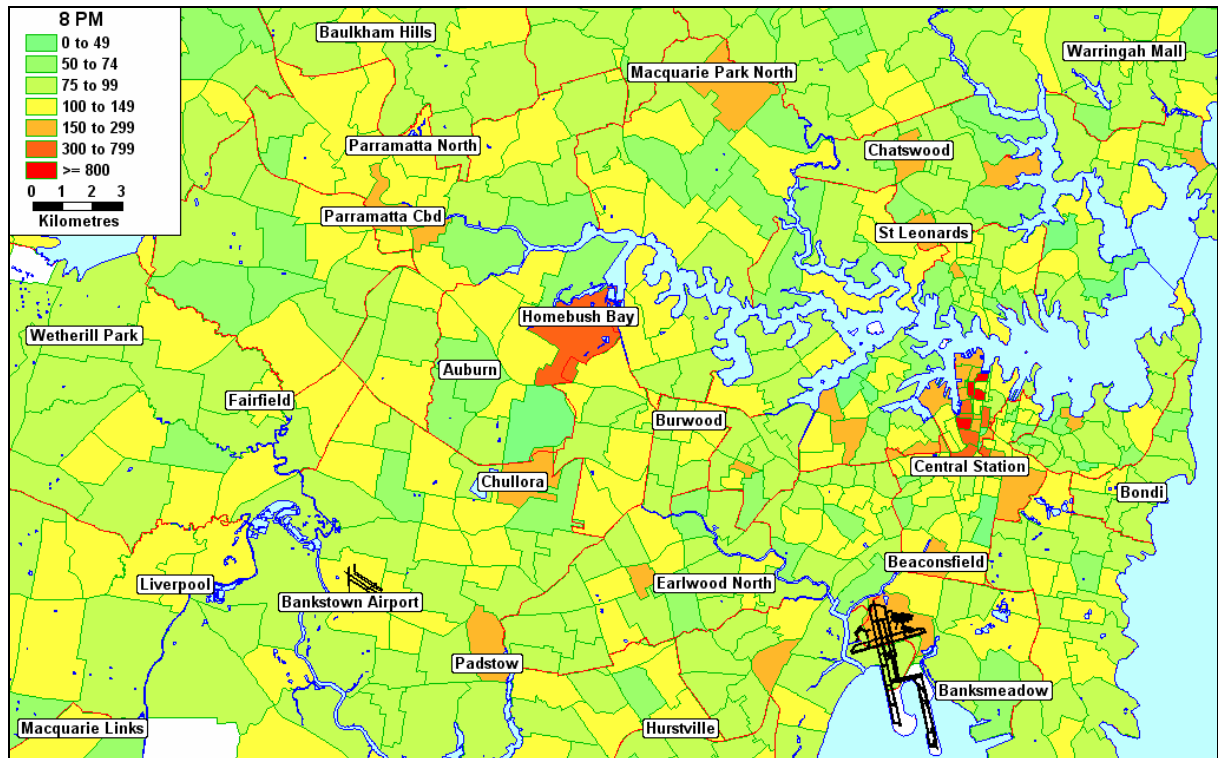 8 PM
0 to 49
50 to 74
75 to 99
100 to 149
150 to 299
300 to 799
>= 800
0 1 2 3
Kilometres
Baulkham Hills
Warringah Mall
Macquarie Park North
Parramatta North
Chatswood
Parramatta Cbd
St Leonards
Homebush Bay
Wetherill Park
Auburn
Fairfield
Burwood
Central Station
Chullora
Bondi
Beaconsfield
Liverpool
Earlwood North
Bankstown Airport
Padstow
Banksmeadow
Macquarie Links
Hurstville